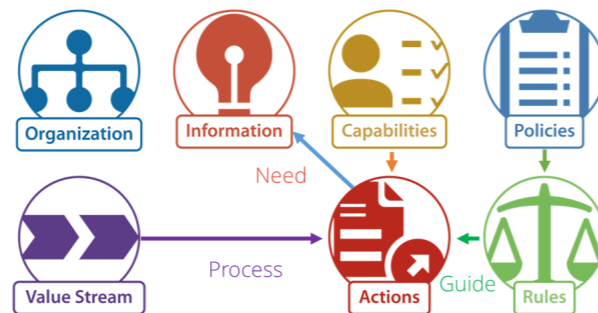 Organization
Information
Capabilities
Policies
Need
Process
Guide
Value Stream
Actions
Rules